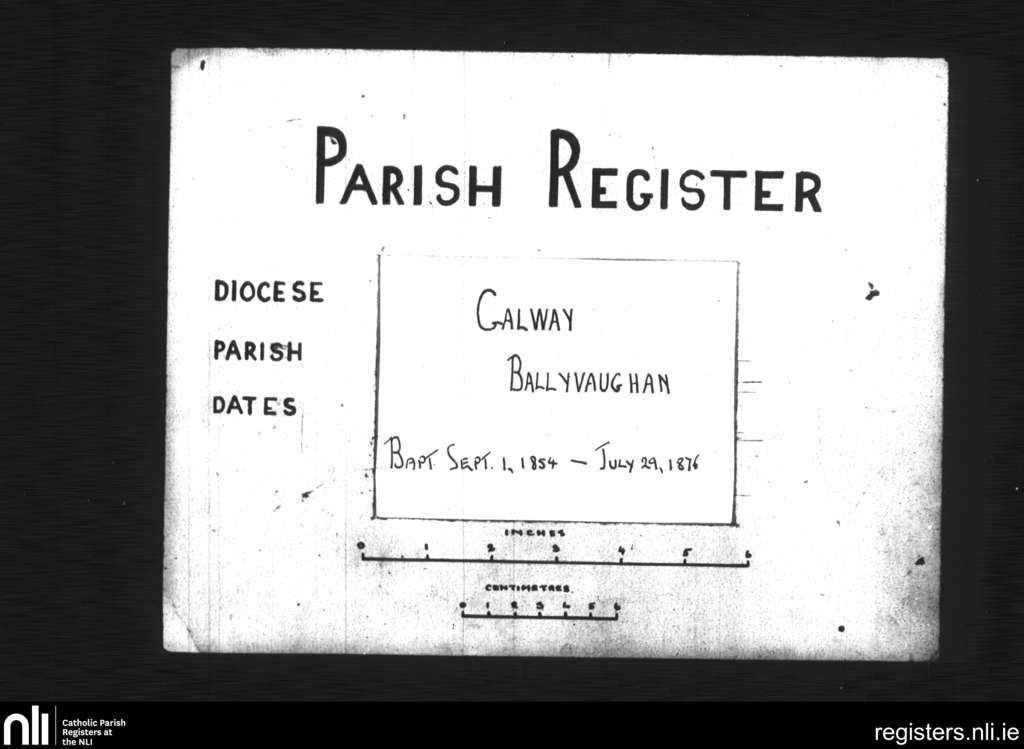 PARISH REGISTER
DIOCESE
GALWAY
PARISH
BALLYVAUGHAN
DATES
BAPT. SEPT. 1, 1854 – JULY 29, 1876
INCHES
0 1 2 3 4 5 6
CENTIMETRES
0 1 2 3 4 5 6
nli
Catholic Parish
Registers at
the NLI
registers.nli.ie